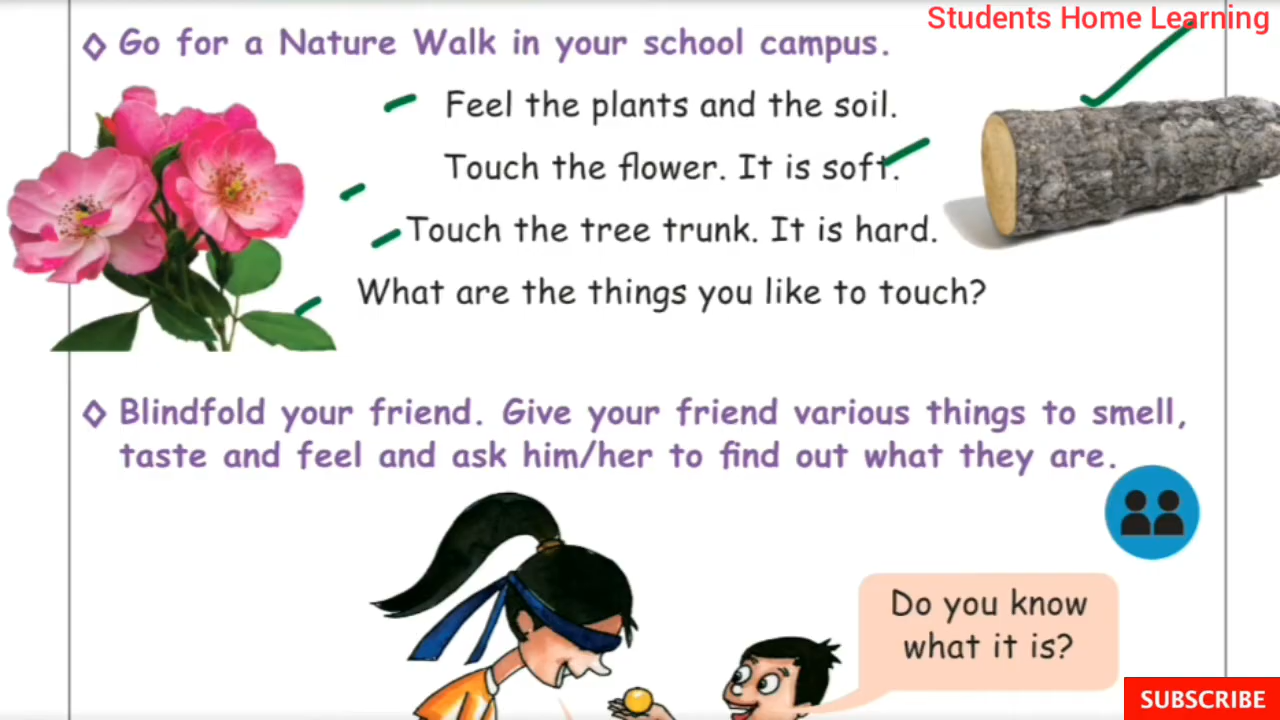 Students Home Learning
Go for a Nature Walk in your school campus.
Feel the plants and the soil.
Touch the flower. It is soft.
Touch the tree trunk. It is hard.
What are the things you like to touch?
Blindfold your friend. Give your friend various things to smell,
taste and feel and ask him/her to find out what they are.
Do you know
what it is?
SUBSCRIBE